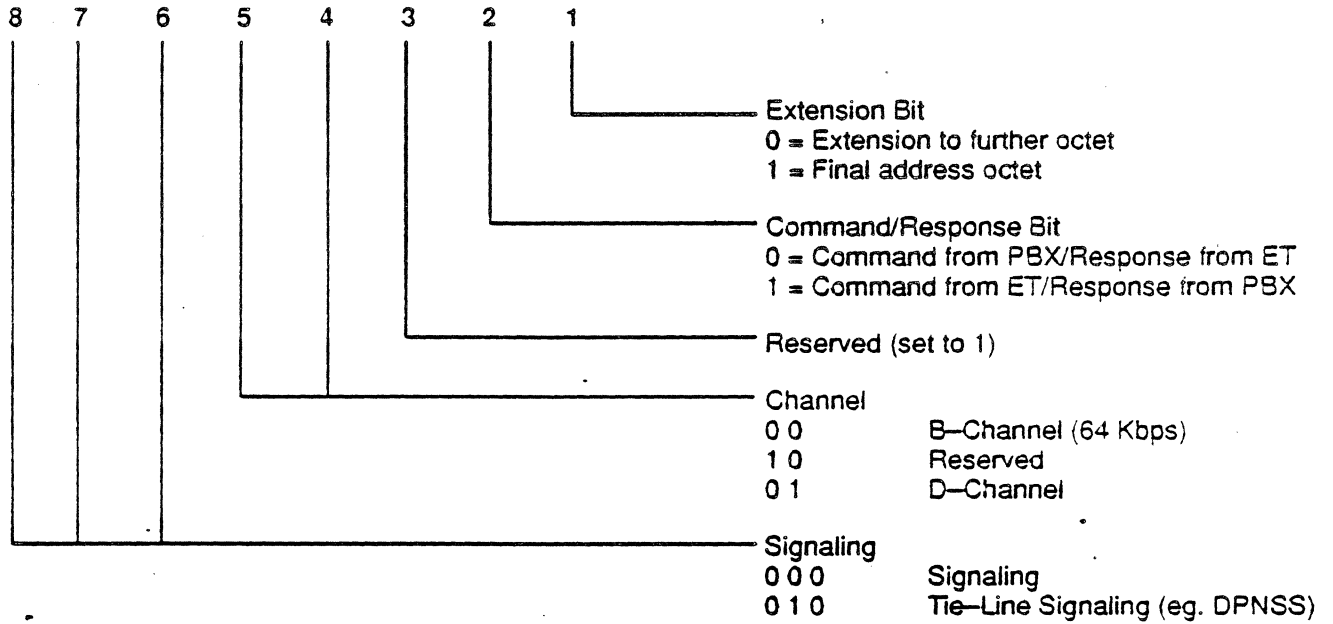 8 7 6 5 4 3 2 1
Extension Bit
0 = Extension to further octet
1 = Final address octet
Command/Response Bit
0 = Command from PBX/Response from ET
1 = Command from ET/Response from PBX
Reserved (set to 1)
Channel
0 0 B–Channel (64 Kbps)
1 0 Reserved
0 1 D–Channel
Signaling
0 0 0 Signaling
0 1 0 Tie–Line Signaling (eg. DPNSS)